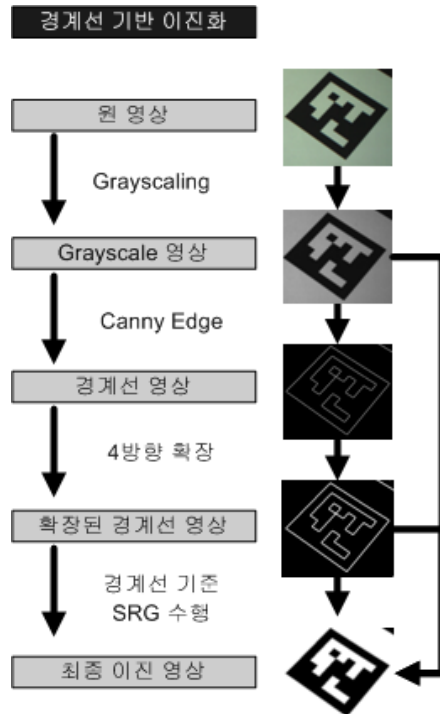 경계선 기반 이진화
원 영상
Grayscaling
Grayscale 영상
Canny Edge
경계선 영상
4방향 확장
확장된 경계선 영상
경계선 기준
SRG 수행
최종 이진 영상